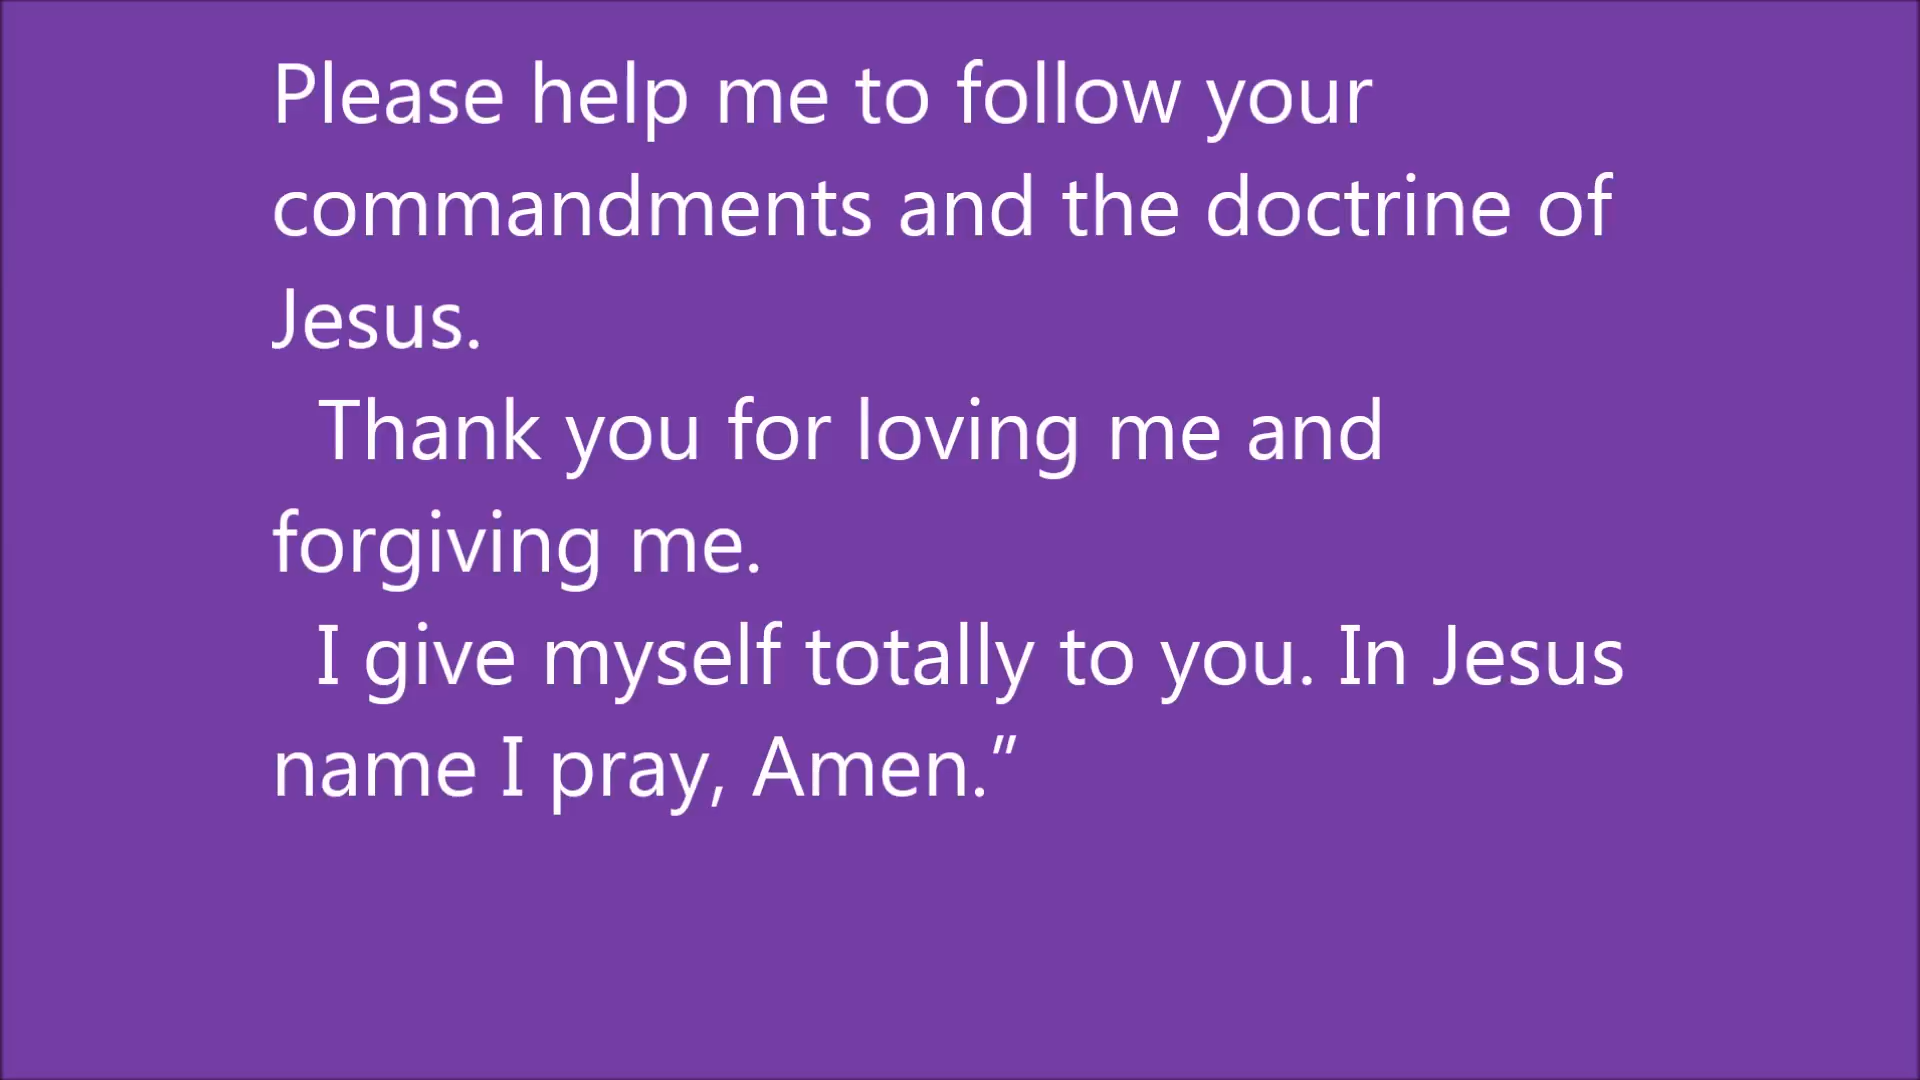 Please help me to follow your
commandments and the doctrine of
Jesus.
Thank you for loving me and
forgiving me.
I give myself totally to you. In Jesus
name I pray, Amen.”